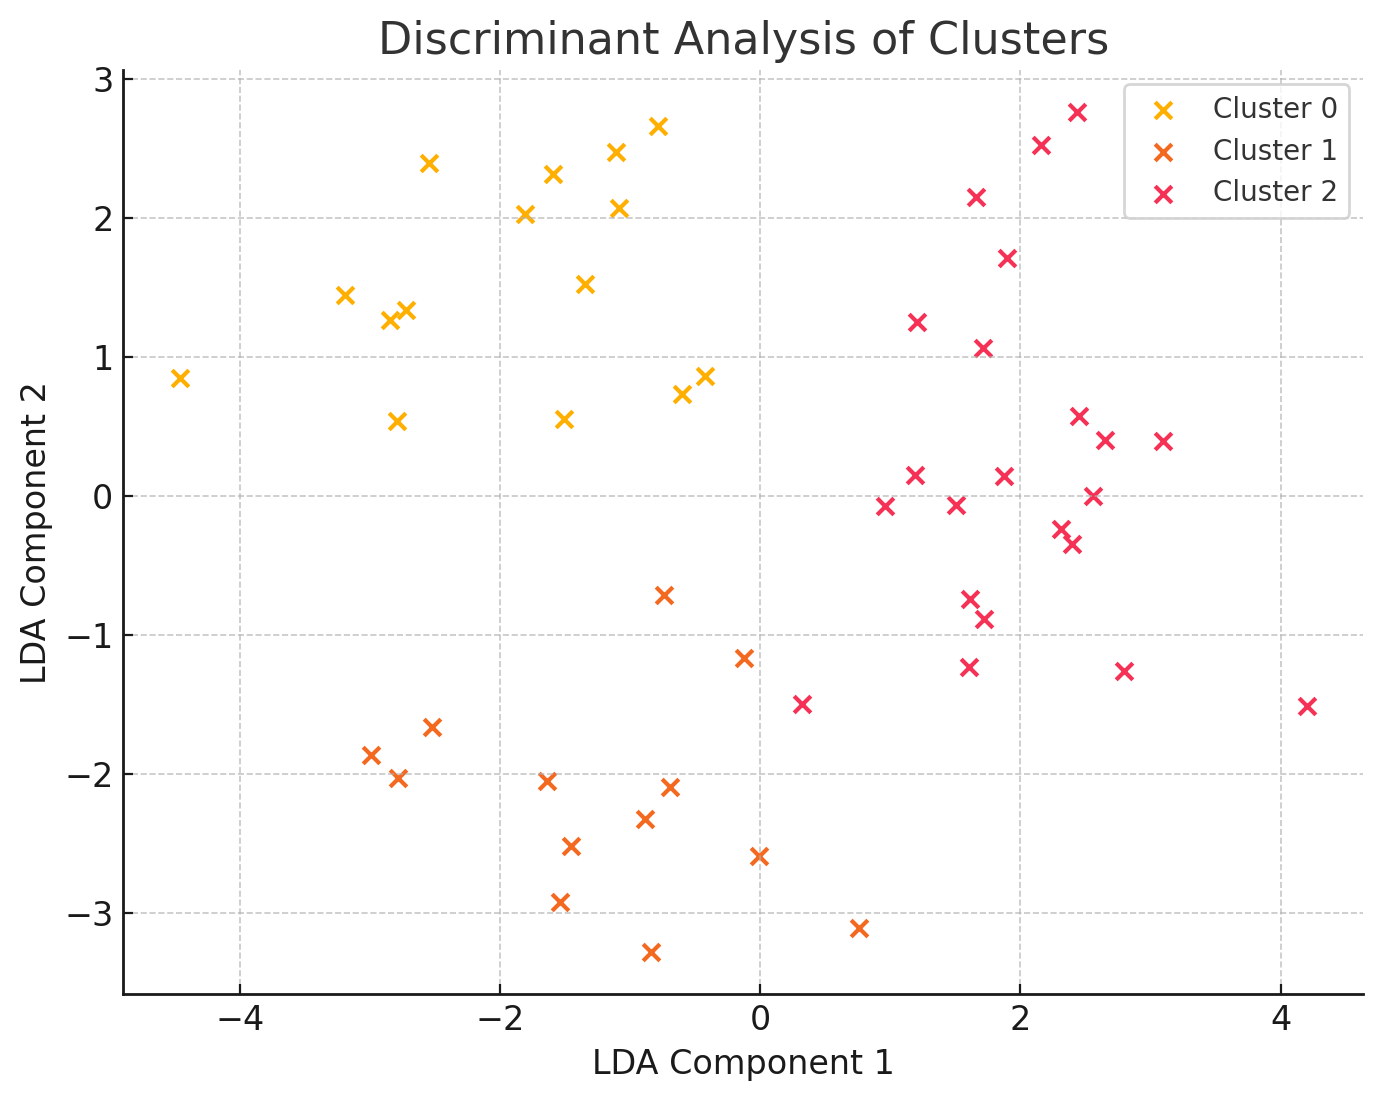 Discriminant Analysis of Clusters
Cluster 0
Cluster 1
Cluster 2
3
2
1
0
−1
−2
−3
LDA Component 2
−4
−2
0
2
4
LDA Component 1